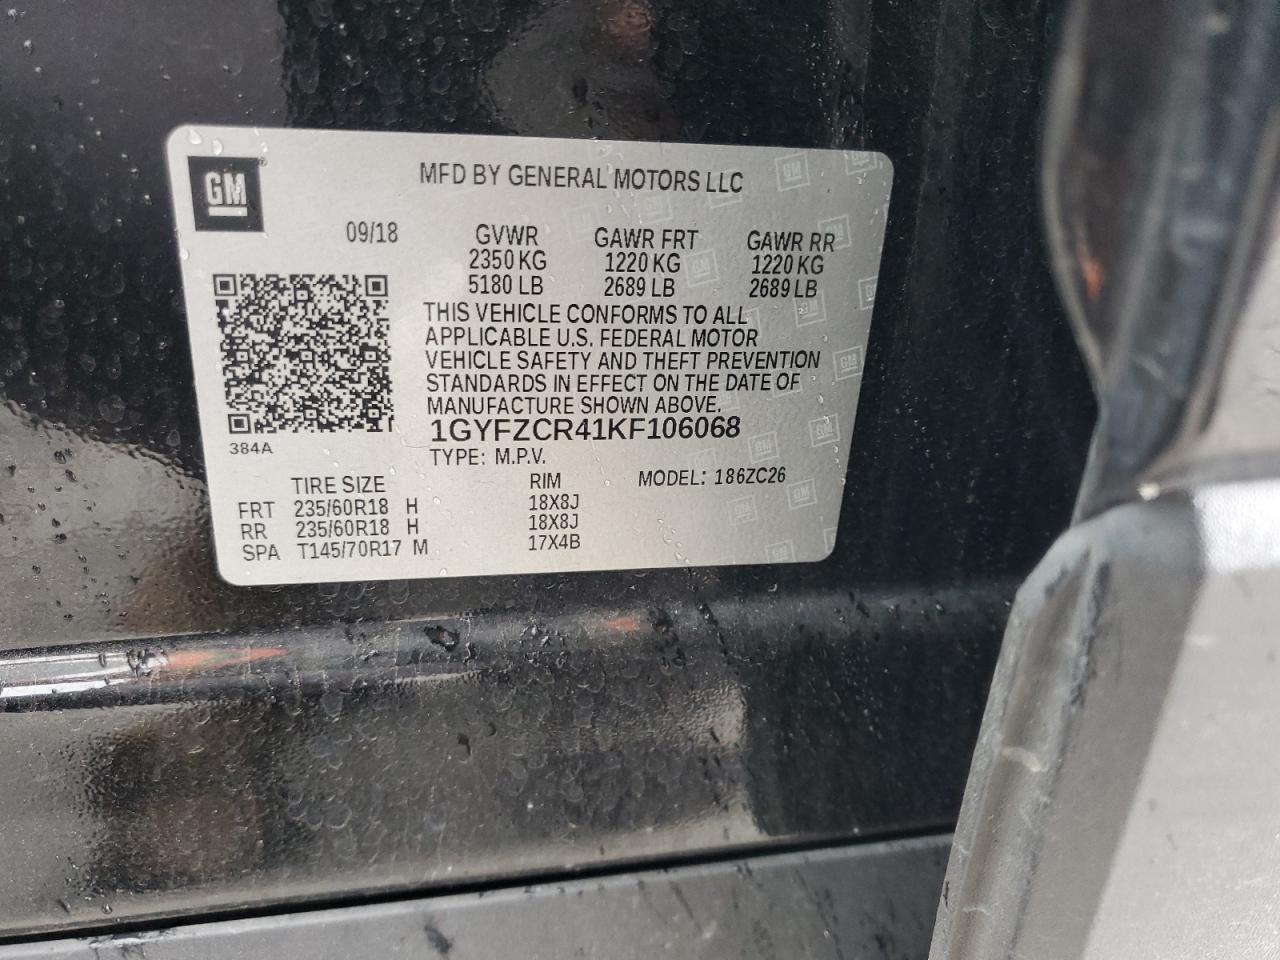 GM
MFD BY GENERAL MOTORS LLC
09/18 GVWR GAWR FRT GAWR RR
2350 KG 1220 KG 1220 KG
5180 LB 2689 LB 2689 LB
THIS VEHICLE CONFORMS TO ALL
APPLICABLE U.S. FEDERAL MOTOR
VEHICLE SAFETY AND THEFT PREVENTION
STANDARDS IN EFFECT ON THE DATE OF
MANUFACTURE SHOWN ABOVE.
1GYFZCR41KF106068
384A
TYPE: M.P.V.
TIRE SIZE RIM MODEL: 186ZC26
FRT 235/60R18 H 18X8J
RR 235/60R18 H 18X8J
SPA T145/70R17 M 17X4B